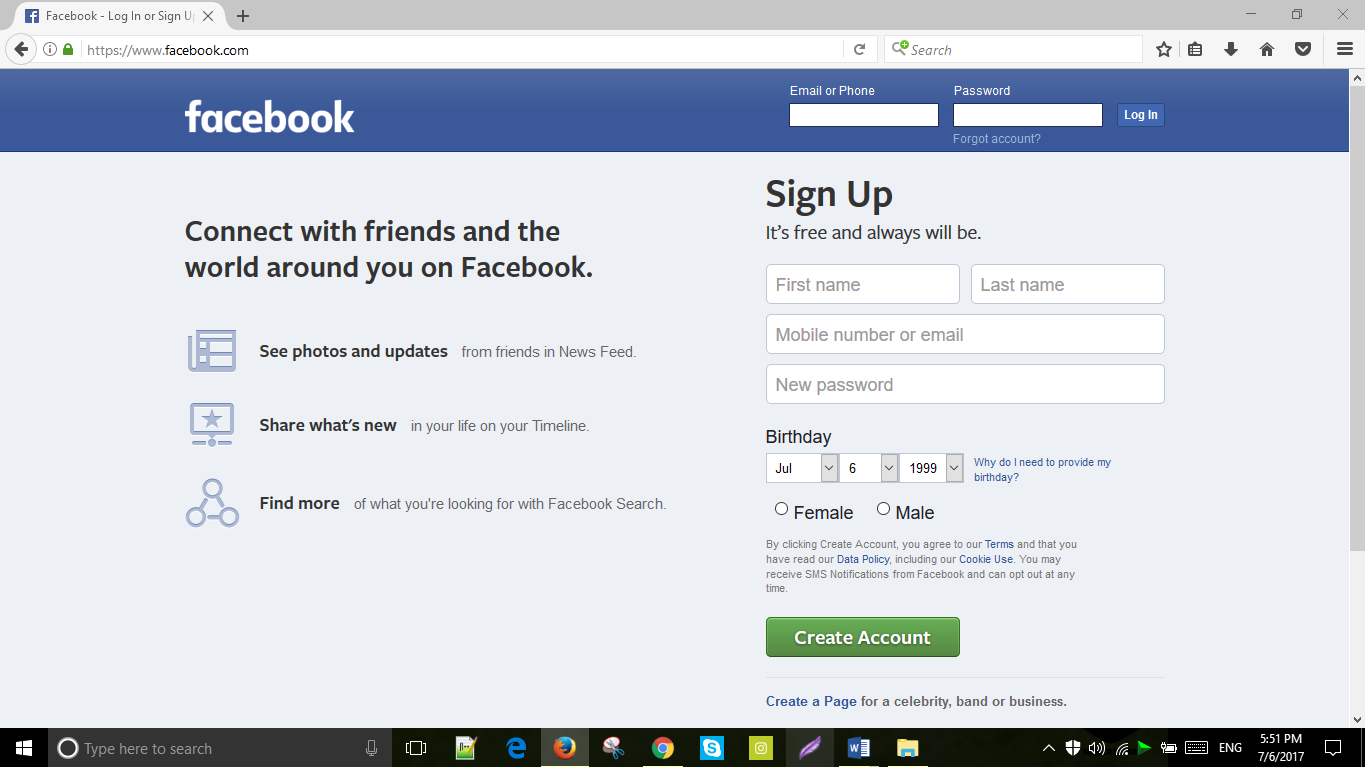 Facebook - Log In or Sign U
https://www.facebook.com
Search
facebook
Email or Phone
Password
Log In
Forgot account?
Connect with friends and the
world around you on Facebook.
See photos and updates from friends in News Feed.
Share what's new in your life on your Timeline.
Find more of what you're looking for with Facebook Search.
Sign Up
It's free and always will be.
First name Last name
Mobile number or email
New password
Birthday
Jul 6 1999
Why do I need to provide my
birthday?
Female Male
By clicking Create Account, you agree to our Terms and that you
have read our Data Policy, including our Cookie Use. You may
receive SMS Notifications from Facebook and can opt out at any
time.
Create Account
Create a Page for a celebrity, band or business.
Type here to search
ENG
5:51 PM
7/6/2017